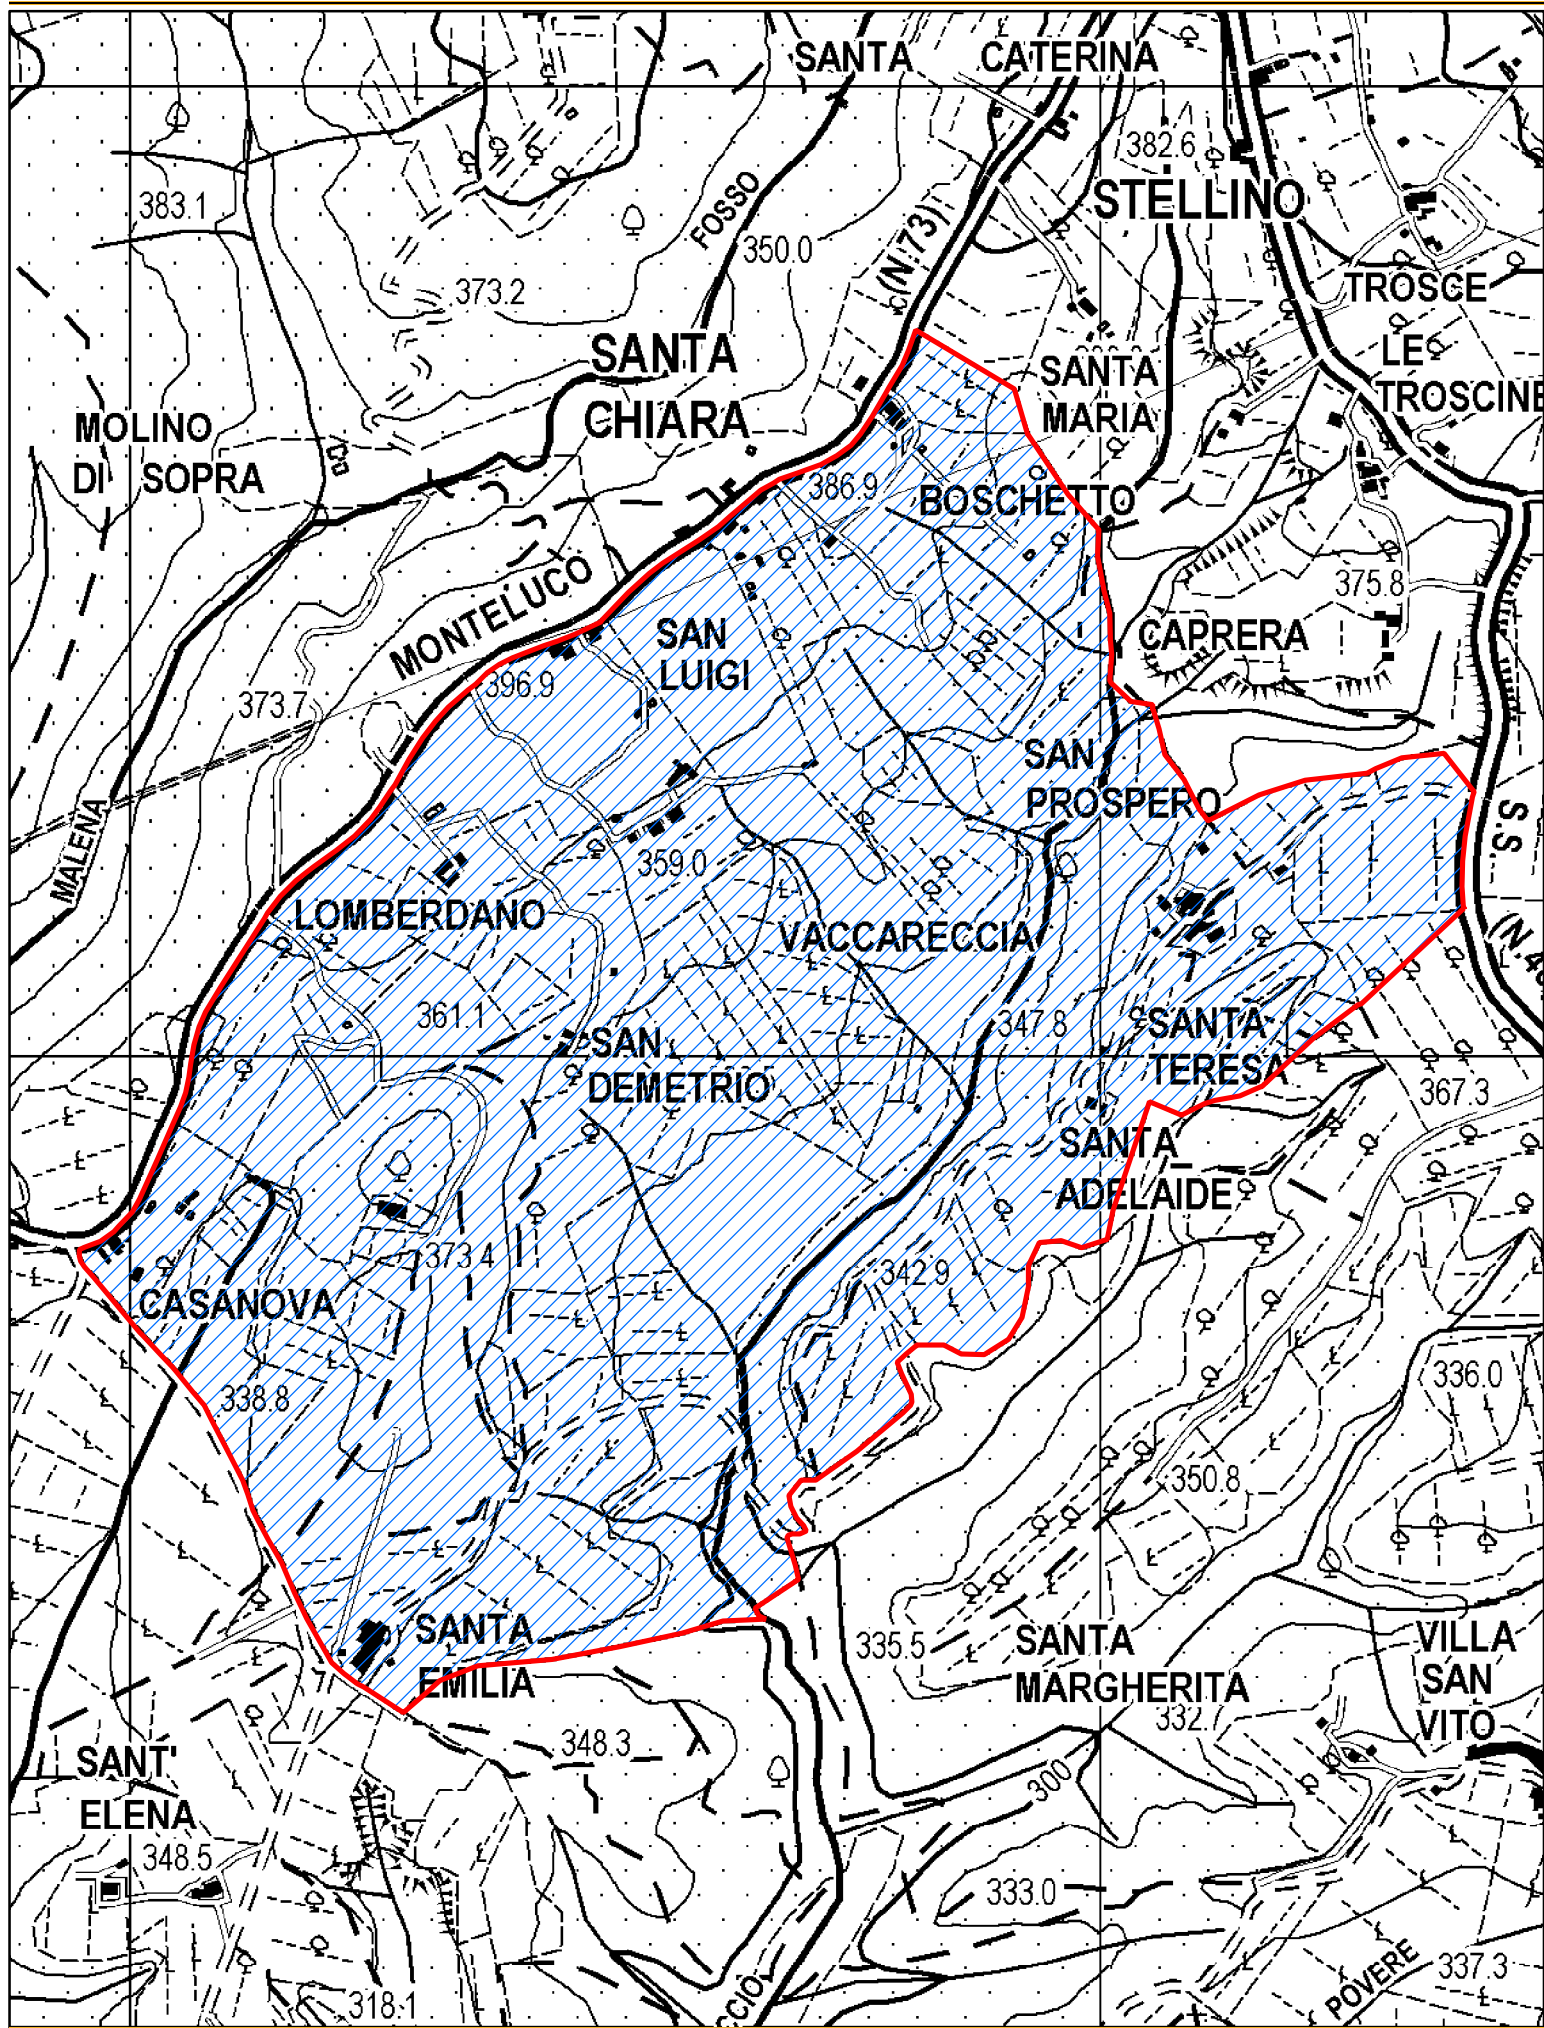 SANTA CATERINA
382.6
383.1
STELLINO
FOSSO
(N.73)
350.0
373.2
TROSCE
SANTA
CHIARA
LE
TROSCINE
SANTA
MARIA
MOLINO
DI SOPRA
386.9
BOSCHETTO
375.8
MONTELUCO
CAPRERA
SAN
LUIGI
396.9
373.7
SAN
PROSPERO
S.S.
MALENA
359.0
LOMBERDANO
VACCARECCIA
361.1
347.8
SANTA
TERESA
SAN
DEMETRIO
367.3
SANTA
ADELAIDE
373.4
342.9
CASANOVA
336.0
338.8
350.8
SANTA
EMILIA
335.5
SANTA
MARGHERITA
332.
VILLA
SAN
VITO
348.3
SANT'
ELENA
300
348.5
333.0
337.3
318.1
POVERE
CCIO